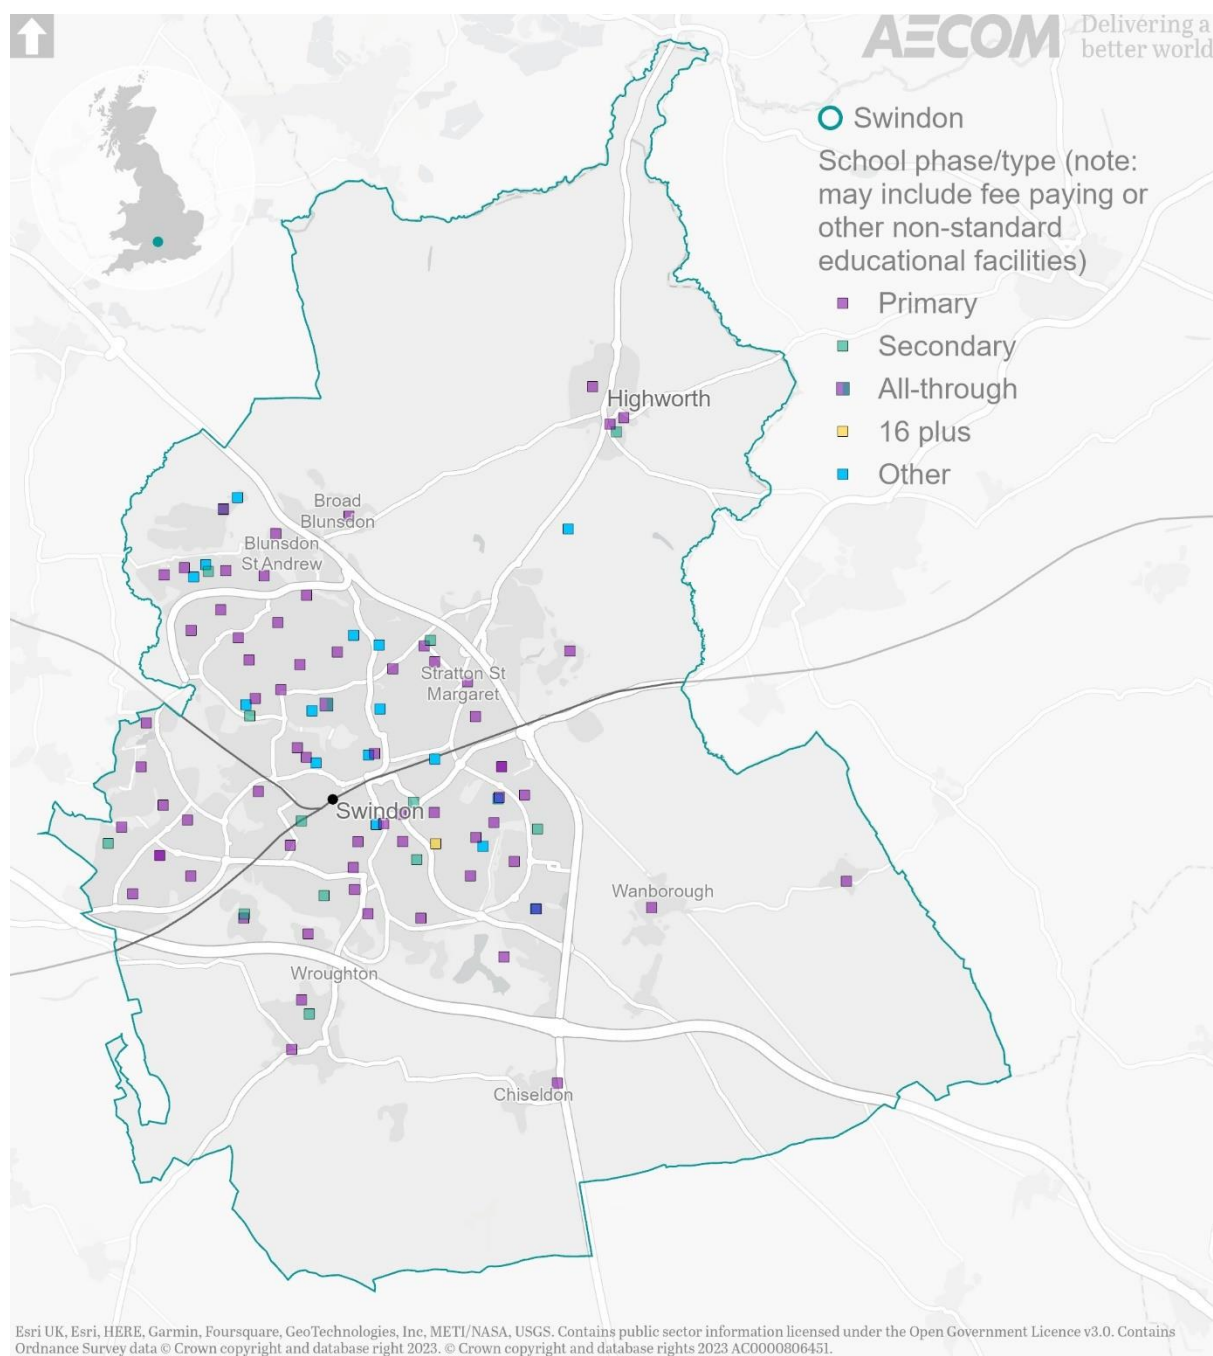 AECOM
Delivering a
better world
Swindon
School phase/type (note:
may include fee paying or
other non-standard
educational facilities)
Primary
Secondary
All-through
16 plus
Other
Highworth
Broad
Blunsdon
Blunsdon
St Andrew
Stratton St
Margaret
Swindon
Wanborough
Wroughton
Chiseldon
Esri UK, Esri, HERE, Garmin, Foursquare, GeoTechnologies, Inc, METI/NASA, USGS. Contains public sector information licensed under the Open Government Licence v3.0. Contains
Ordnance Survey data © Crown copyright and database right 2023. © Crown copyright and database rights 2023 AC0000806451.